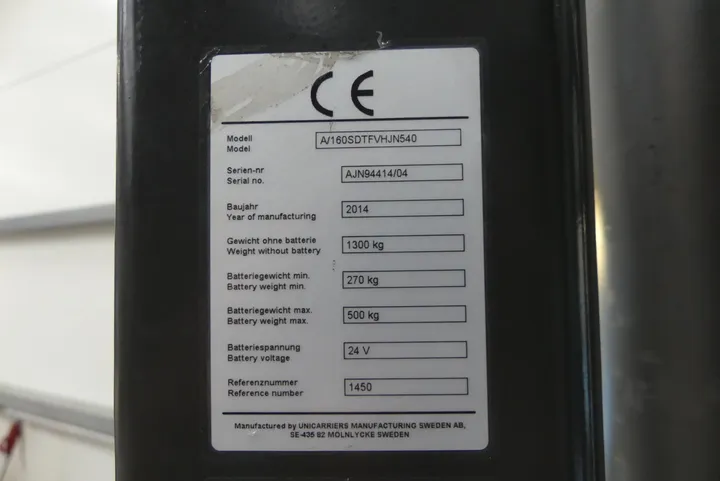 CE
Modell
Model
A/160SDTFVHJN540
Serien-nr
Serial no.
AJN94414/04
Baujahr
Year of manufacturing
2014
Gewicht ohne batterie
Weight without battery
1300 kg
Batteriegewicht min.
Battery weight min.
270 kg
Batteriegewicht max.
Battery weight max.
500 kg
Batteriespannung
Battery voltage
24 V
Referenznummer
Reference number
1450
Manufactured by UNICARRIERS MANUFACTURING SWEDEN AB,
SE-435 82 MÖLNLYCKE SWEDEN